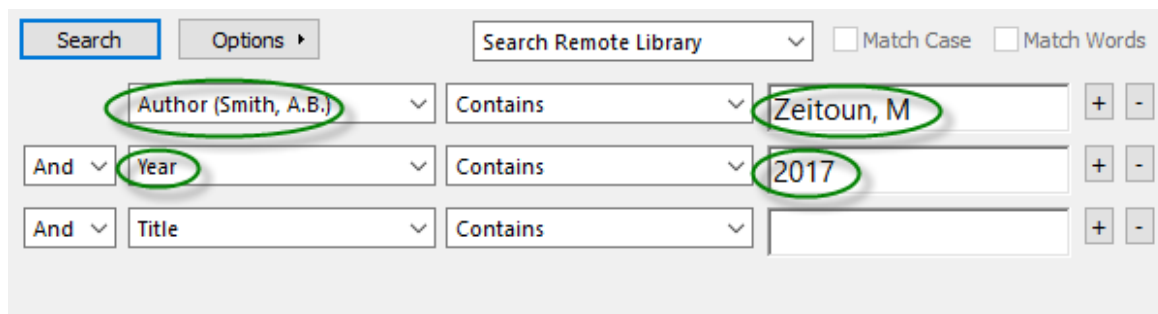 Search Options Search Remote Library Match Case Match Words
Author (Smith, A.B.) Contains Zeitoun, M + -
And Year Contains 2017 + -
And Title Contains + -